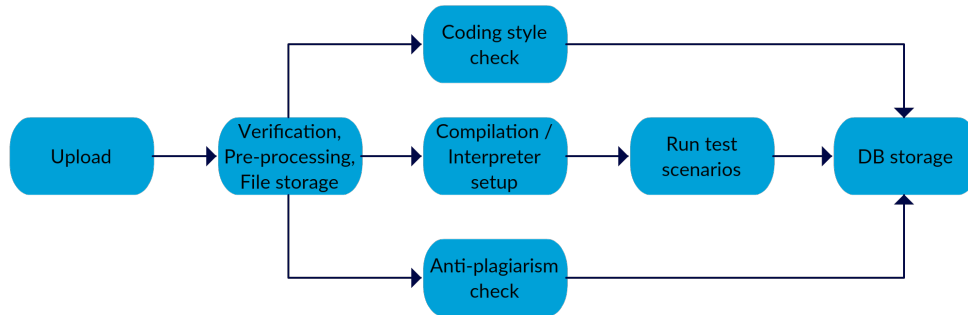 Coding style
check
Upload
Verification,
Pre-processing,
File storage
Compilation /
Interpreter
setup
Run test
scenarios
DB storage
Anti-plagiarism
check